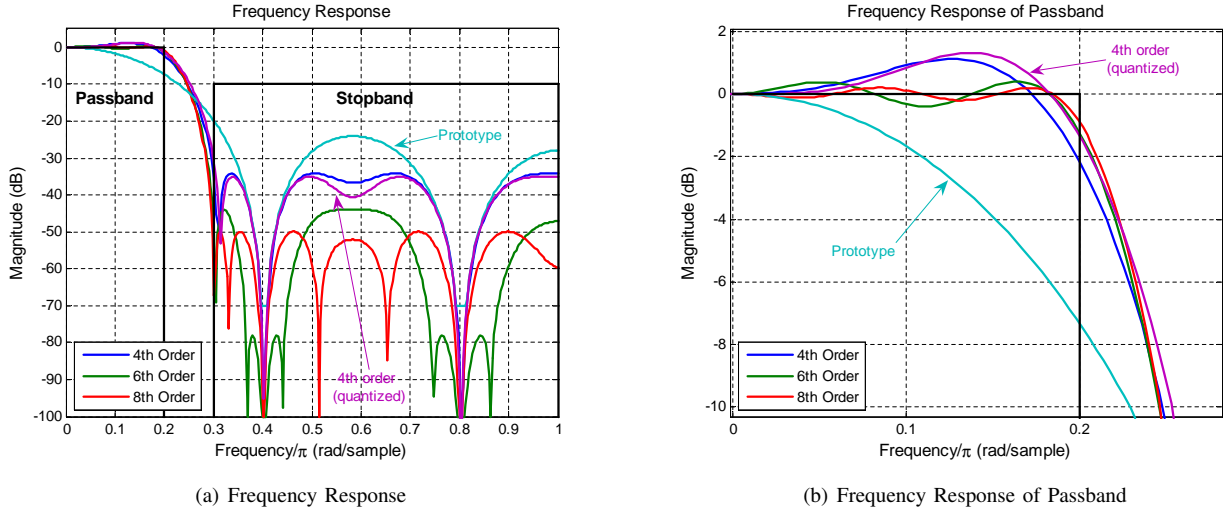 Frequency Response
Magnitude (dB)
0
-10
-20
-30
-40
-50
-60
-70
-80
-90
-100
Passband
Stopband
Prototype
4th order
(quantized)
4th Order
6th Order
8th Order
0 0.1 0.2 0.3 0.4 0.5 0.6 0.7 0.8 0.9 1
Frequency/π (rad/sample)
(a) Frequency Response
Frequency Response of Passband
Magnitude (dB)
2
0
-2
-4
-6
-8
-10
4th order
(quantized)
Prototype
4th Order
6th Order
8th Order
0 0.1 0.2
Frequency/π (rad/sample)
(b) Frequency Response of Passband